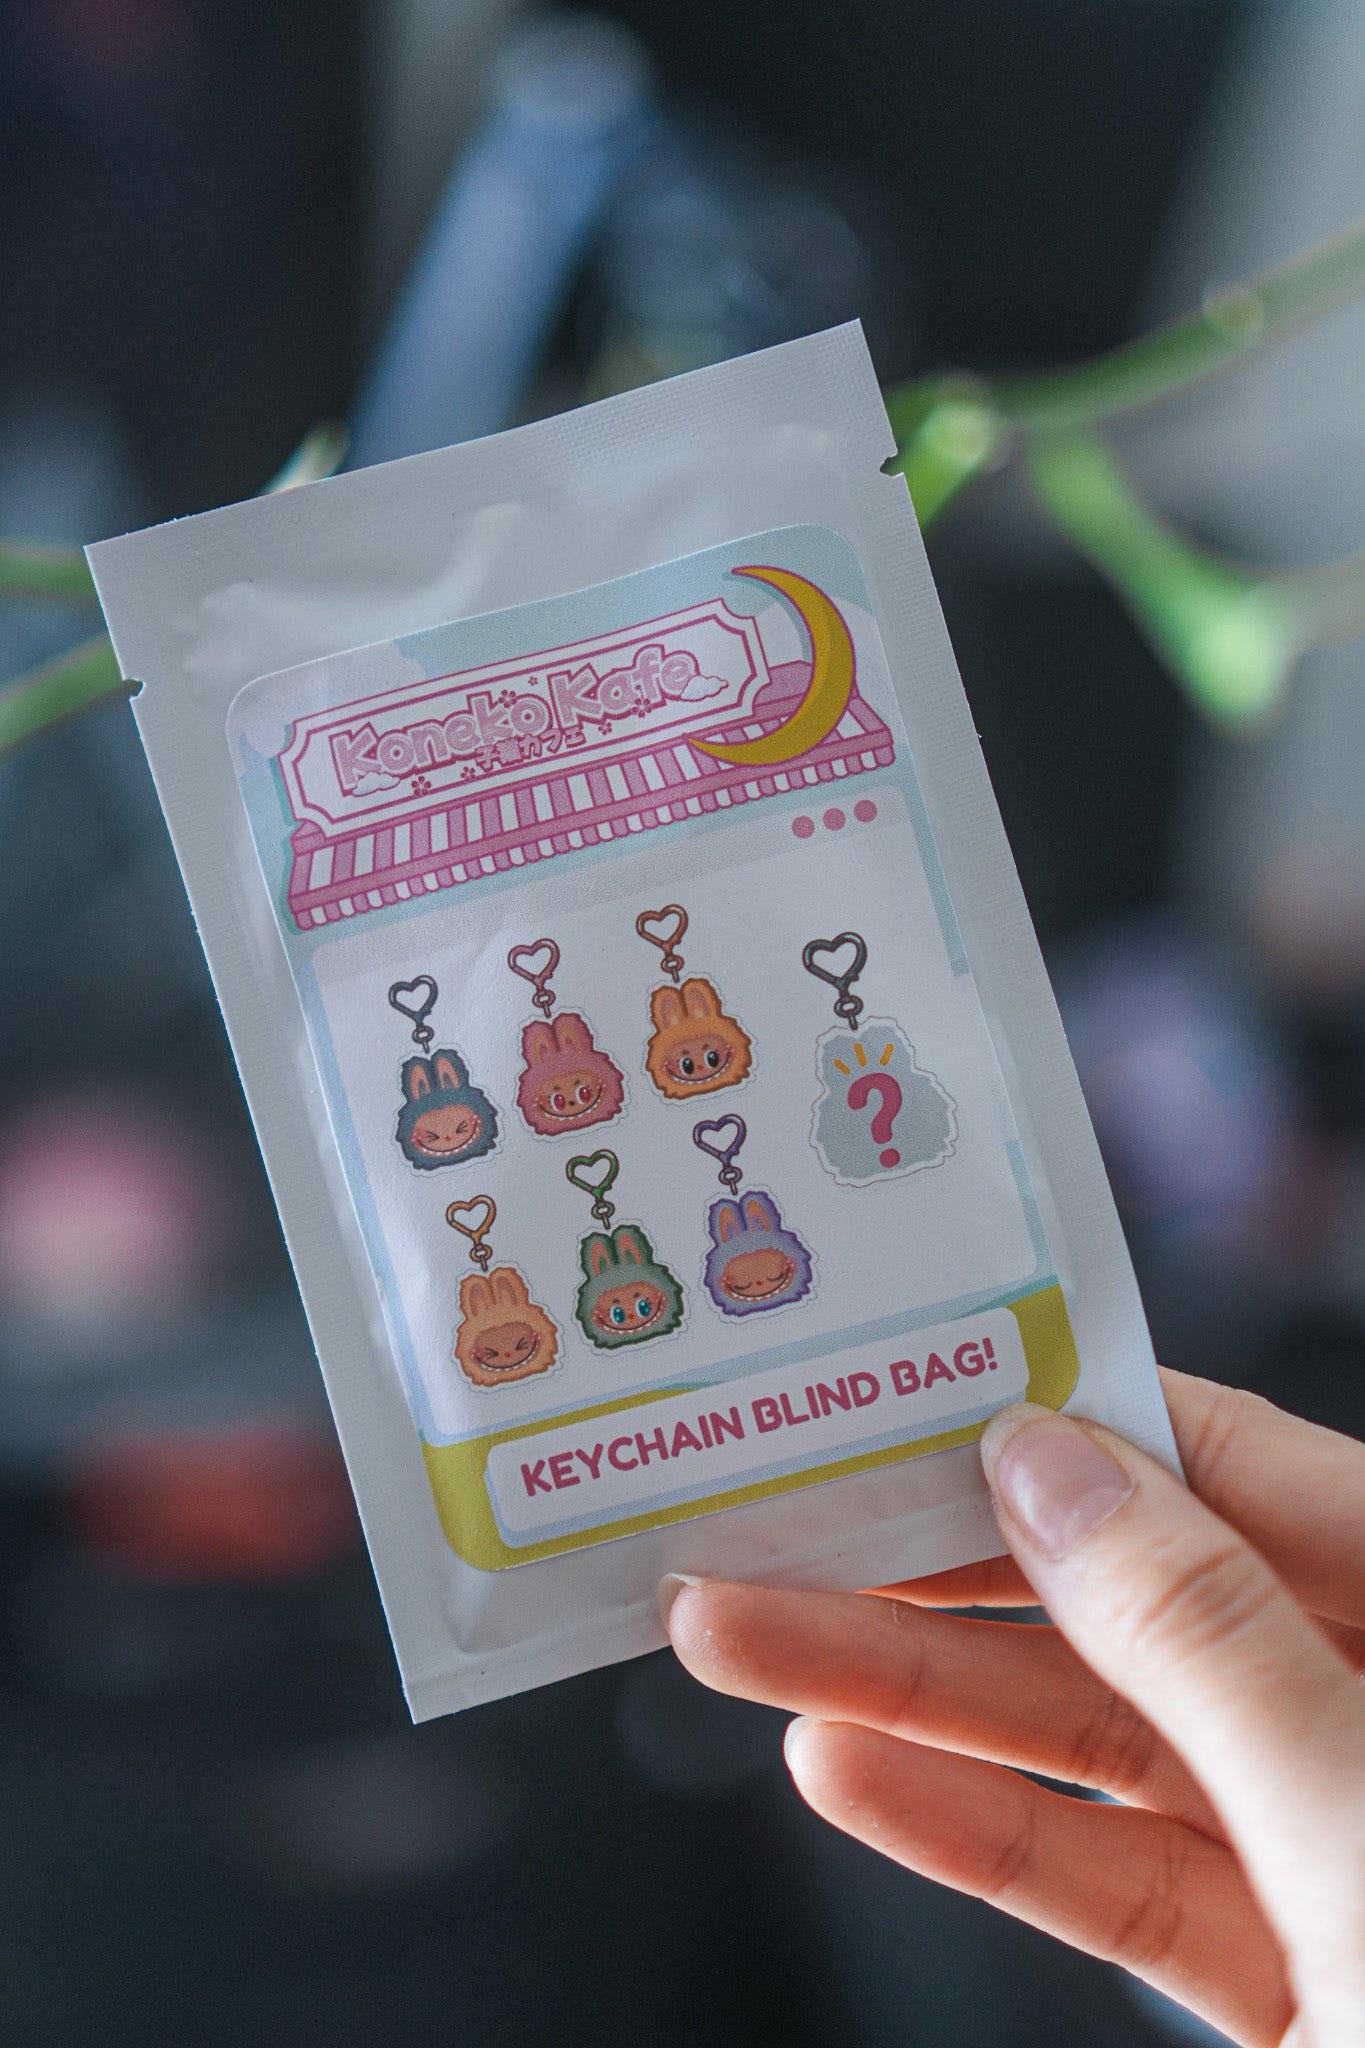 Koneko Kafe
子猫カフェ
?
KEYCHAIN BLIND BAG!